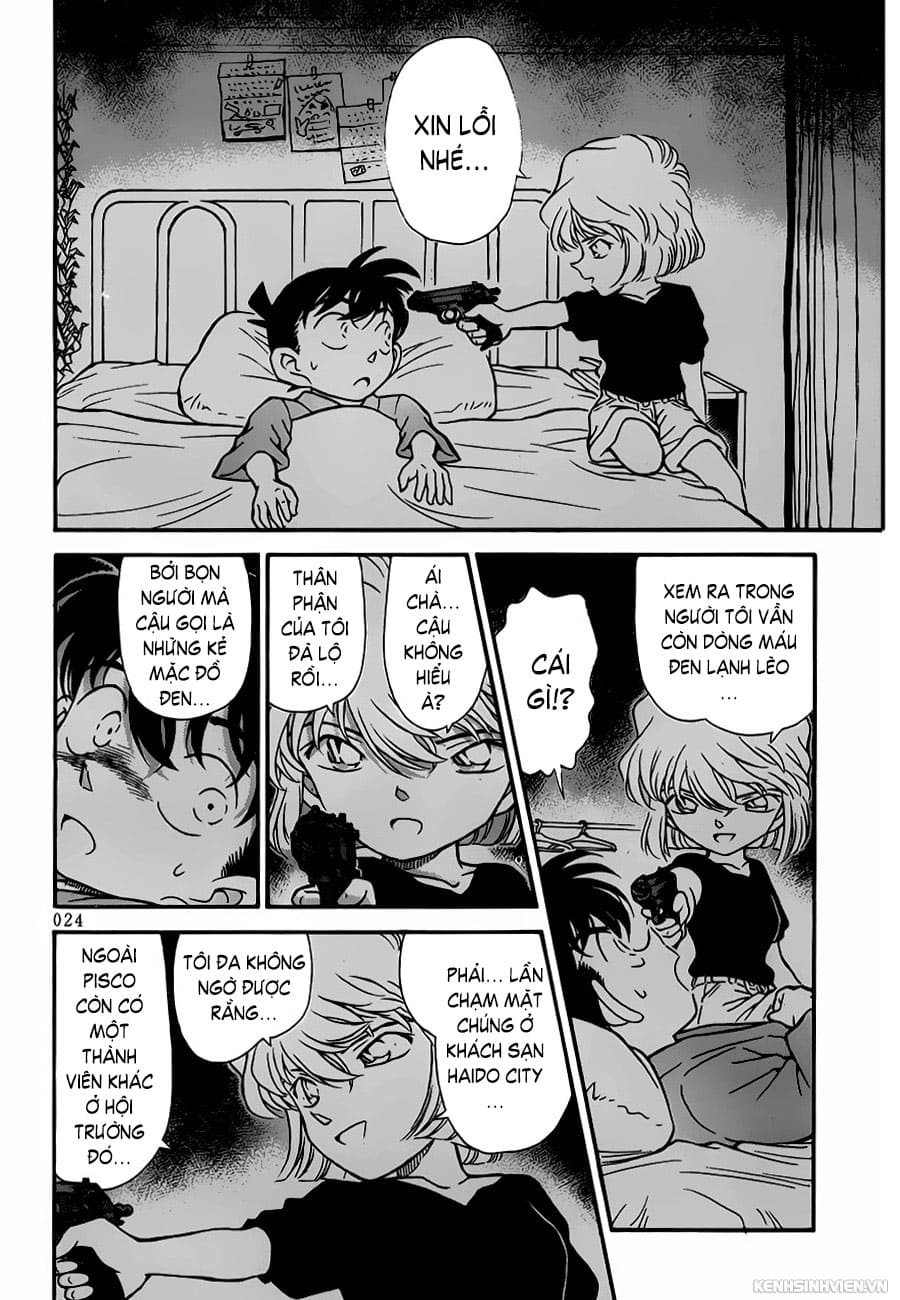 XIN LỖI
NHÉ...
XEM RA TRONG
NGƯỜI TÔI VẪN
CÒN DÒNG MÁU
ĐEN LẠNH LẼO
...
CÁI
GÌ!?
ÁI
CHÀ...
CẬU
KHÔNG
HIỂU
À?
THÂN
PHẬN
CỦA TÔI
ĐÃ LỘ
RỒI...
BỞI BỌN
NGƯỜI MÀ
CẬU GỌI LÀ
NHỮNG KẺ
MẶC ĐỒ
ĐEN...
024
PHẢI... LẦN
CHẠM MẶT
CHÚNG Ở
KHÁCH SẠN
HAIDO CITY
...
TÔI ĐA KHÔNG
NGỜ ĐƯỢC
RẰNG...
NGOÀI
PISCO
CÒN CÓ
MỘT
THÀNH
VIÊN KHÁC
Ở HỘI
TRƯỜNG
ĐÓ...
KENHSINHVIEN.VN